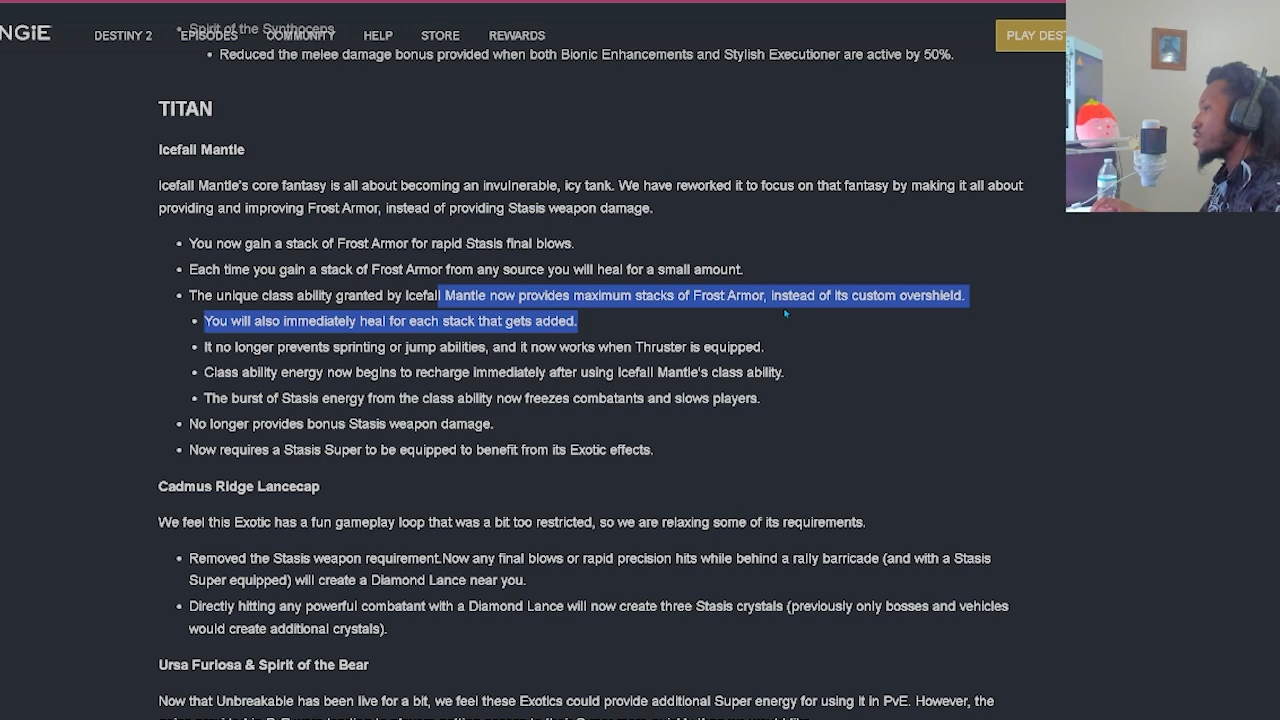 NGiE
DESTINY 2
EPISODES
COMMUNITY
HELP
STORE
REWARDS
PLAY DEST
Spirit of the Synthoceps
Reduced the melee damage bonus provided when both Bionic Enhancements and Stylish Executioner are active by 50%.
TITAN
Icefall Mantle
Icefall Mantle's core fantasy is all about becoming an invulnerable, icy tank. We have reworked it to focus on that fantasy by making it all about
providing and improving Frost Armor, instead of providing Stasis weapon damage.
You now gain a stack of Frost Armor for rapid Stasis final blows.
Each time you gain a stack of Frost Armor from any source you will heal for a small amount.
The unique class ability granted by Icefall Mantle now provides maximum stacks of Frost Armor, instead of its custom overshield.
You will also immediately heal for each stack that gets added.
It no longer prevents sprinting or jump abilities, and it now works when Thruster is equipped.
Class ability energy now begins to recharge immediately after using Icefall Mantle's class ability.
The burst of Stasis energy from the class ability now freezes combatants and slows players.
No longer provides bonus Stasis weapon damage.
Now requires a Stasis Super to be equipped to benefit from its Exotic effects.
Cadmus Ridge Lancecap
We feel this Exotic has a fun gameplay loop that was a bit too restricted, so we are relaxing some of its requirements.
Removed the Stasis weapon requirement.Now any final blows or rapid precision hits while behind a rally barricade (and with a Stasis
Super equipped) will create a Diamond Lance near you.
Directly hitting any powerful combatant with a Diamond Lance will now create three Stasis crystals (previously only bosses and vehicles
would create additional crystals).
Ursa Furiosa & Spirit of the Bear
Now that Unbreakable has been live for a bit, we feel these Exotics could provide additional Super energy for using it in PvE. However, the